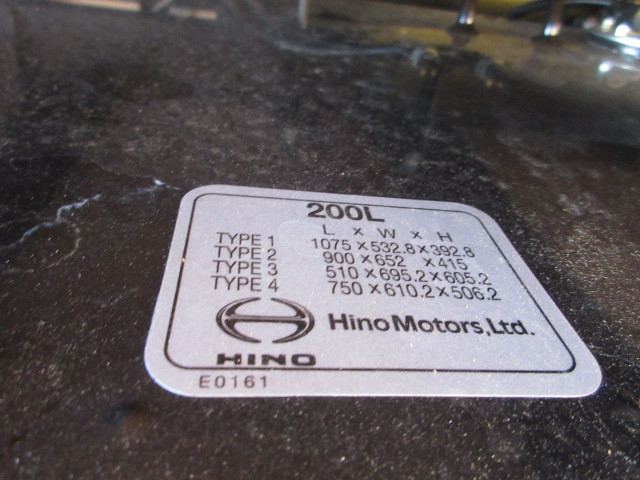 200L
L x W x H
TYPE 1 1075 x 532.8 x 392.8
TYPE 2 900 x 652 x 415
TYPE 3 510 x 695.2 x 605.2
TYPE 4 750 x 610.2 x 506.2
Hino Motors, Ltd.
HINO
E0161